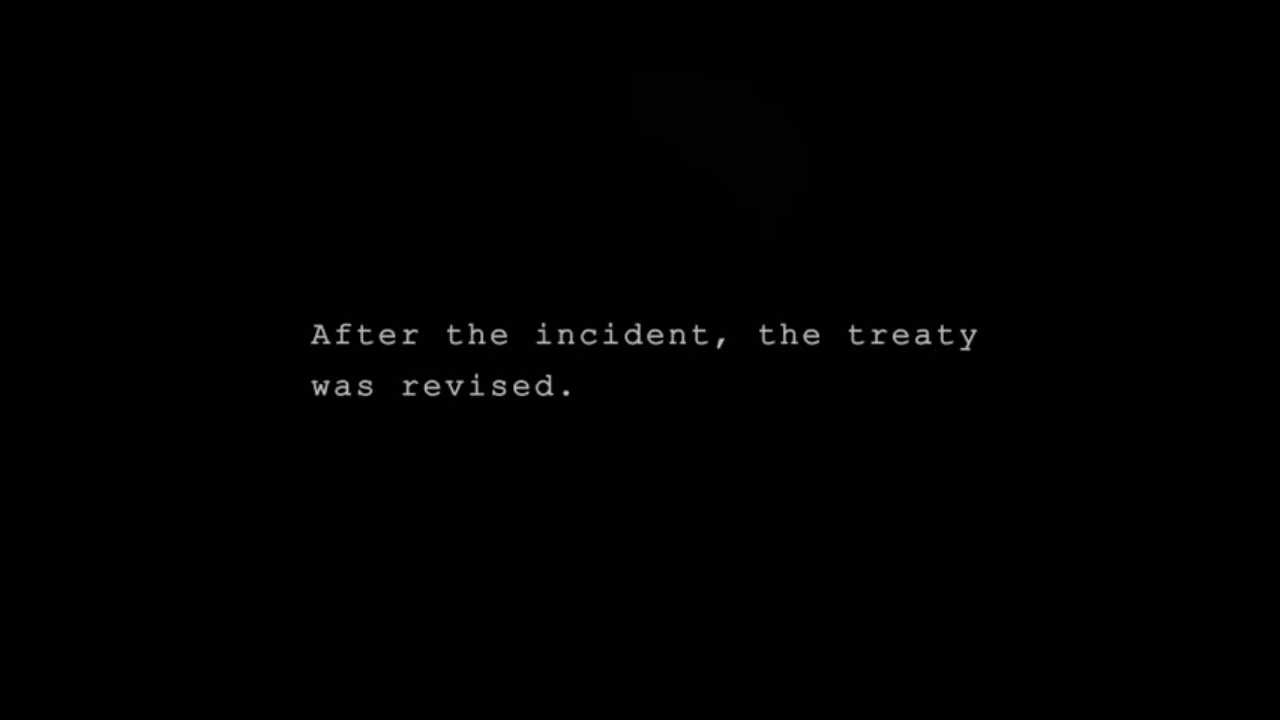 After the incident, the treaty
was revised.